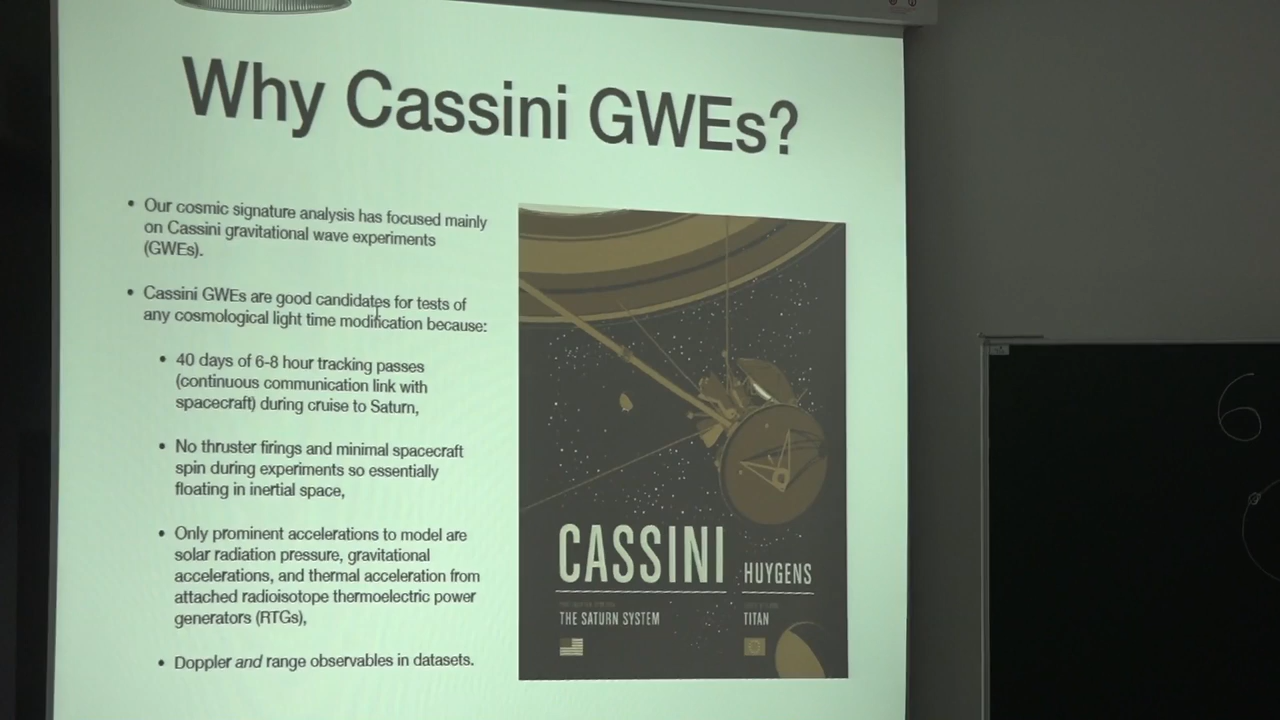 Why Cassini GWEs?
• Our cosmic signature analysis has focused mainly
on Cassini gravitational wave experiments
(GWEs).
• Cassini GWEs are good candidates for tests of
any cosmological light time modification because:
• 40 days of 6-8 hour tracking passes
(continuous communication link with
spacecraft) during cruise to Saturn,
• No thruster firings and minimal spacecraft
spin during experiments so essentially
floating in inertial space,
• Only prominent accelerations to model are
solar radiation pressure, gravitational
accelerations, and thermal acceleration from
attached radioisotope thermoelectric power
generators (RTGs),
• Doppler and range observables in datasets.
CASSINI
HUYGENS
THE SATURN SYSTEM
TITAN
6